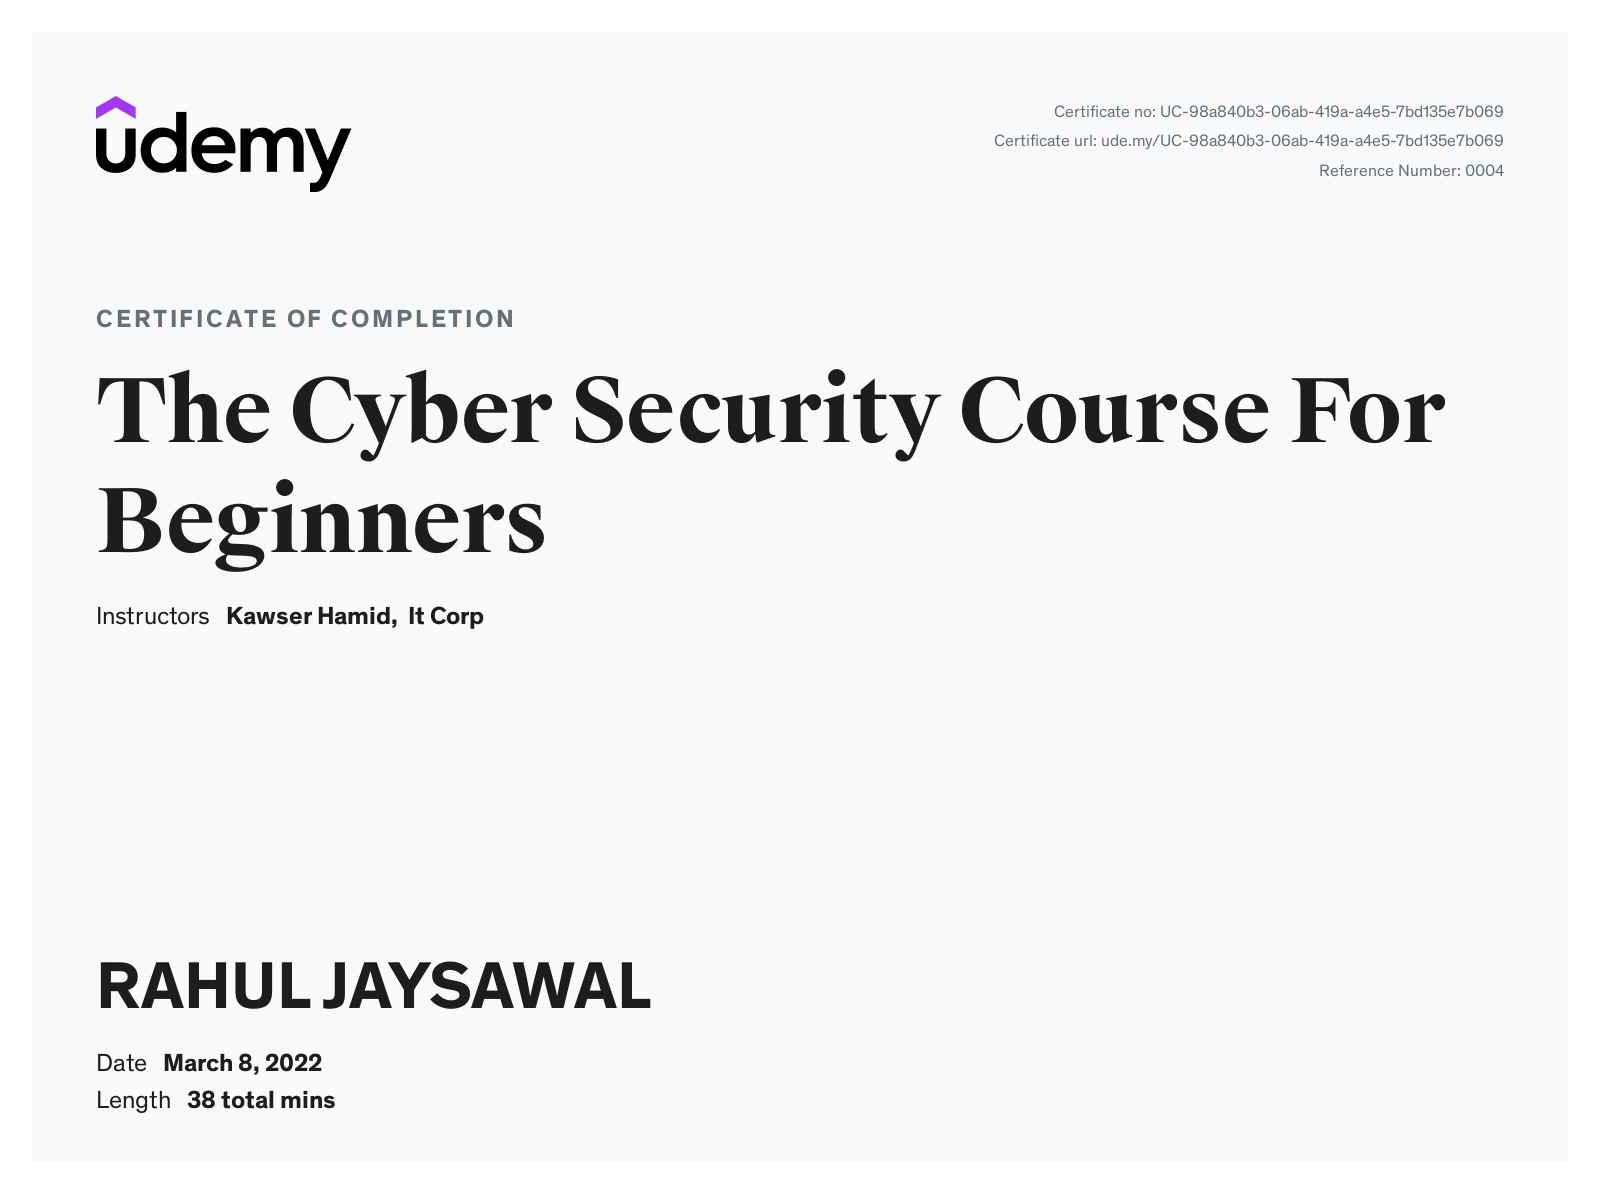 udemy
Certificate no: UC-98a840b3-06ab-419a-a4e5-7bd135e7b069
Certificate url: ude.my/UC-98a840b3-06ab-419a-a4e5-7bd135e7b069
Reference Number: 0004
CERTIFICATE OF COMPLETION
The Cyber Security Course For
Beginners
Instructors Kawser Hamid, It Corp
RAHUL JAYSAWAL
Date March 8, 2022
Length 38 total mins